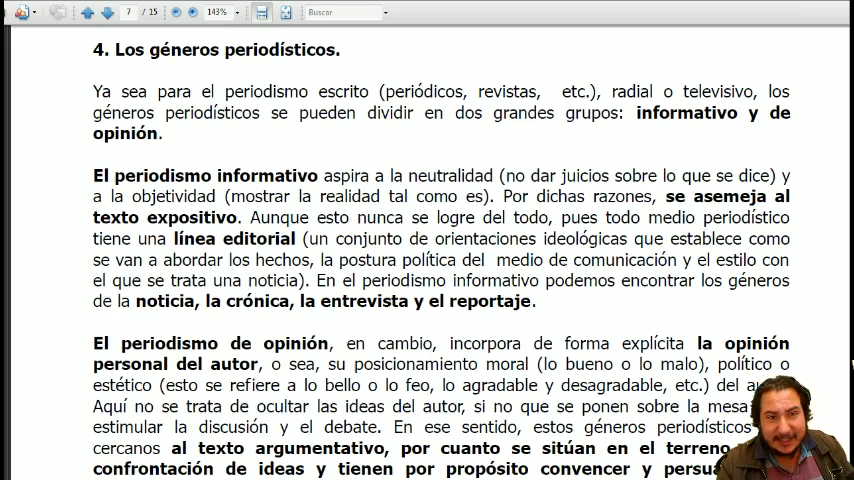 7 / 15 143% Buscar
4. Los géneros periodísticos.
Ya sea para el periodismo escrito (periódicos, revistas, etc.), radial o televisivo, los
géneros periodísticos se pueden dividir en dos grandes grupos: informativo y de
opinión.
El periodismo informativo aspira a la neutralidad (no dar juicios sobre lo que se dice) y
a la objetividad (mostrar la realidad tal como es). Por dichas razones, se asemeja al
texto expositivo. Aunque esto nunca se logre del todo, pues todo medio periodístico
tiene una línea editorial (un conjunto de orientaciones ideológicas que establece como
se van a abordar los hechos, la postura política del medio de comunicación y el estilo con
el que se trata una noticia). En el periodismo informativo podemos encontrar los géneros
de la noticia, la crónica, la entrevista y el reportaje.
El periodismo de opinión, en cambio, incorpora de forma explícita la opinión
personal del autor, o sea, su posicionamiento moral (lo bueno o lo malo), político o
estético (esto se refiere a lo bello o lo feo, lo agradable y desagradable, etc.) del
Aquí no se trata de ocultar las ideas del autor, si no que se ponen sobre la mesa
estimular la discusión y el debate. En ese sentido, estos géneros periodísticos
cercanos al texto argumentativo, por cuanto se sitúan en el terreno
confrontación de ideas y tienen por propósito convencer y